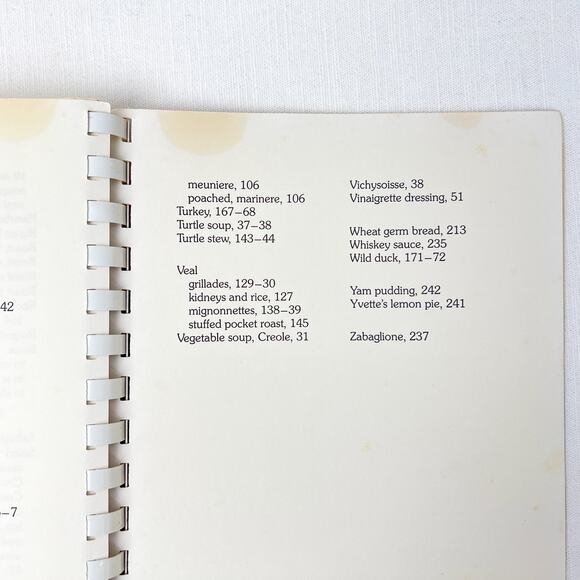 42
–7
meuniere, 106
poached, marinere, 106
Turkey, 167–68
Turtle soup, 37–38
Turtle stew, 143–44
Veal
grillades, 129–30
kidneys and rice, 127
mignonnettes, 138–39
stuffed pocket roast, 145
Vegetable soup, Creole, 31
Vichysoisse, 38
Vinaigrette dressing, 51
Wheat germ bread, 213
Whiskey sauce, 235
Wild duck, 171–72
Yam pudding, 242
Yvette's lemon pie, 241
Zabaglione, 237